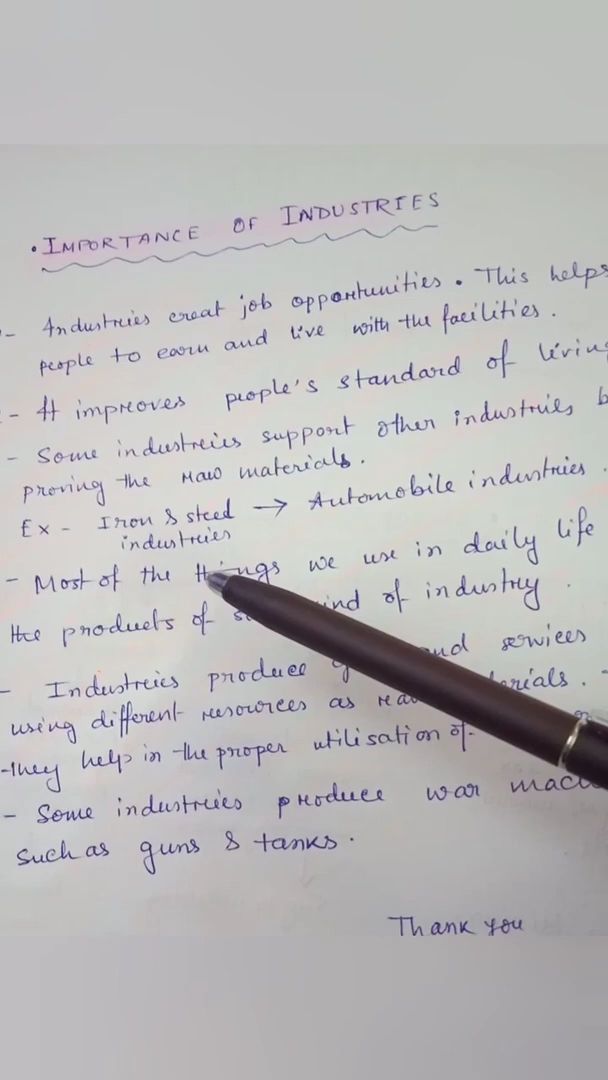 . IMPORTANCE OF INDUSTRIES
- Industries creat job opportunities. This helps
people to earn and live with the facilities.
- It improves people's standard of living
- Some industries support other industries
proving the raw materials.
Ex - Iron & steel → Automobile industries.
industries
- Most of the things we use in daily life
the products of kind of industry.
- Industries produce and services
using different resources as raw materials.
they help in the proper utilisation of
- Some industries produce war
such as guns & tanks.
Thank you